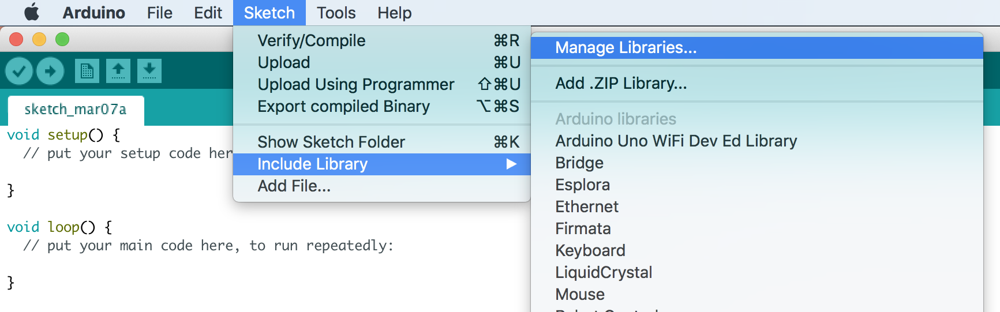 Arduino File Edit Sketch Tools Help
Verify/Compile ⌘R
Upload ⌘U
Upload Using Programmer ⇧⌘U
Export compiled Binary ⌥⌘S
Show Sketch Folder ⌘K
Include Library ▶
Add File...
Manage Libraries...
Add .ZIP Library...
Arduino libraries
Arduino Uno WiFi Dev Ed Library
Bridge
Esplora
Ethernet
Firmata
Keyboard
LiquidCrystal
Mouse
sketch_mar07a
void setup() {
// put your setup code her
}
void loop() {
// put your main code here, to run repeatedly:
}